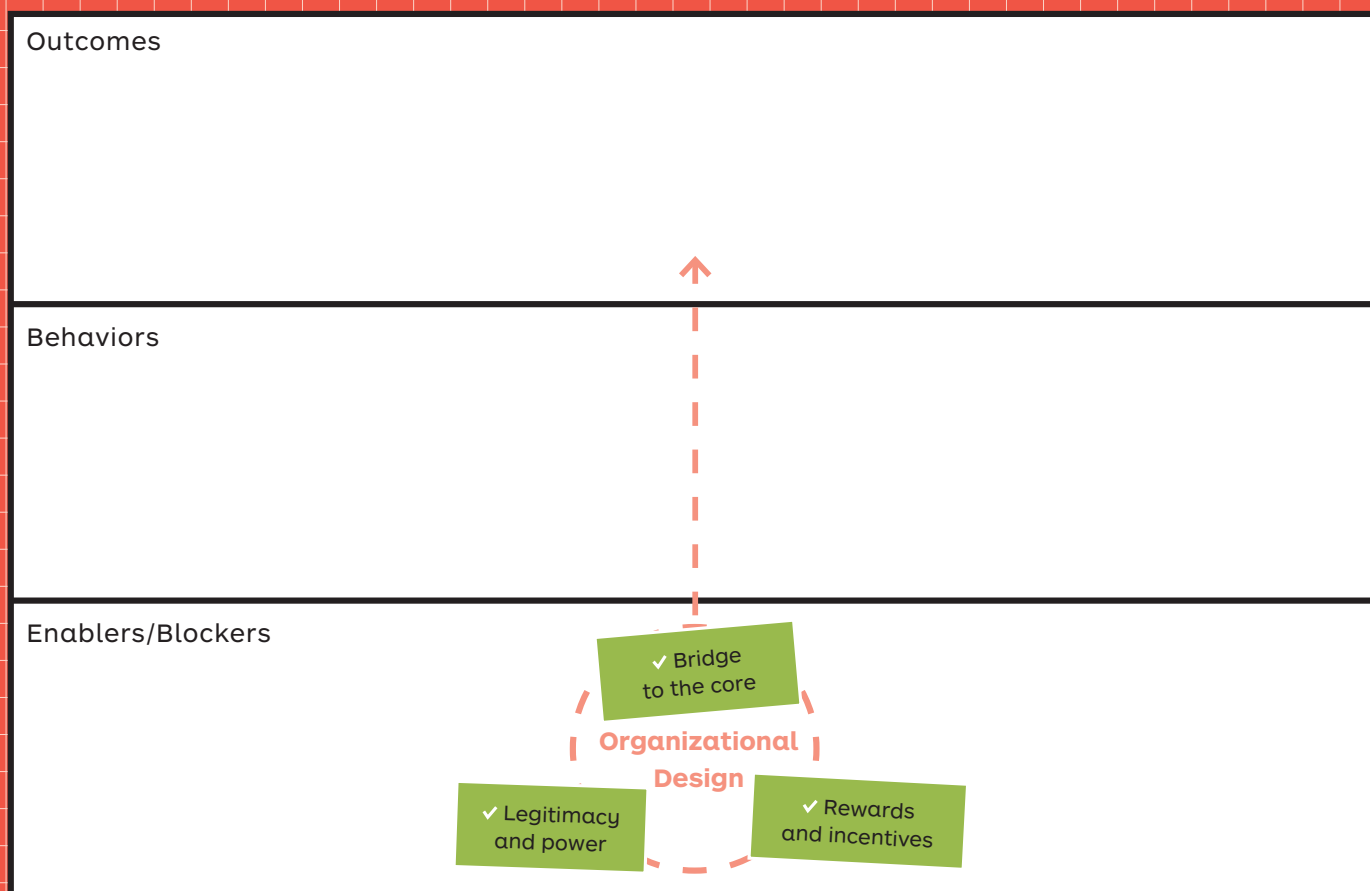 Outcomes
Behaviors
Enablers/Blockers
✓ Bridge
to the core
Organizational
Design
✓ Legitimacy
and power
✓ Rewards
and incentives